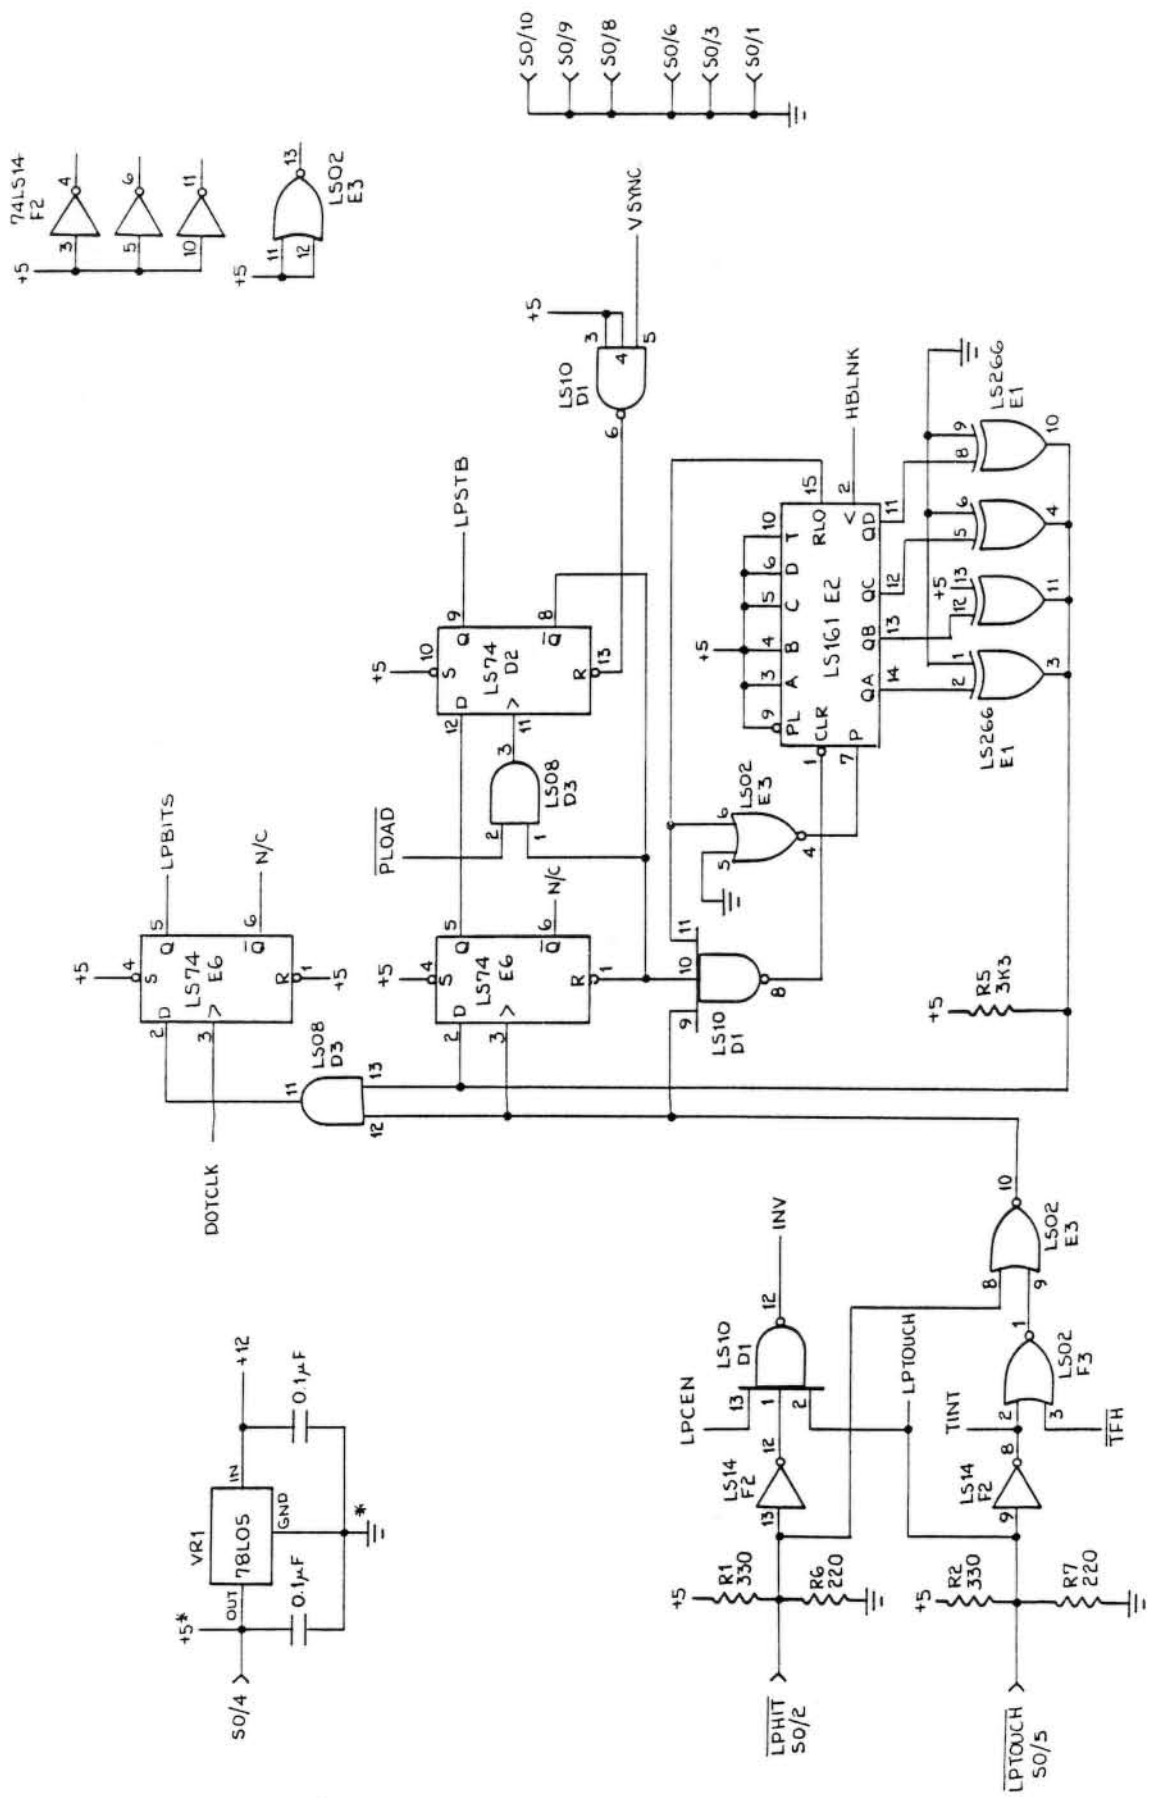 SO/10
SO/9
SO/8
SO/6
SO/3
SO/1
74LS14
F2
+5
3
4
5
6
10
11
+5
11
12
13
LS02
E3
VSYNC
+5
3
4
5
6
LS10
D1
LPSTB
+5
10
S
9
Q
LS74
D2
12
D
>
11
8
Q̅
R
13
3
LS08
D3
2
1
P̅L̅O̅A̅D̅
LPBITS
N/C
+5
4
S
5
Q
LS74
E6
2
D
3
>
6
Q̅
R
1
+5
N/C
+5
4
S
5
Q
LS74
E6
2
D
3
>
6
Q̅
R
1
LS08
D3
11
12
13
DOTCLK
HBLNK
9
3
4
5
6
10
15
+5
PL
A
B
C
D
T
RLO
CLR
LS161 E2
<
2
1
7
P
QA
QB
QC
QD
14
13
12
11
LS02
E3
5
6
4
11
10
9
8
LS10
D1
LS266
E1
2
1
3
12
13
+5
11
5
6
4
8
9
10
LS266
E1
+5
R5
3K3
VR1
78L05
OUT
IN
GND
+5*
+12
0.1µF
0.1µF
*
SO/4
INV
LS10
D1
12
13
1
2
LPCEN
12
LS14
F2
13
LPTOUCH
+5
R1
330
R6
220
L̅P̅H̅I̅T̅
SO/2
10
LS02
E3
8
9
1
LS02
F3
2
3
TINT
T̅F̅H̅
8
LS14
F2
9
+5
R2
330
R7
220
L̅P̅T̅O̅U̅C̅H̅
SO/5